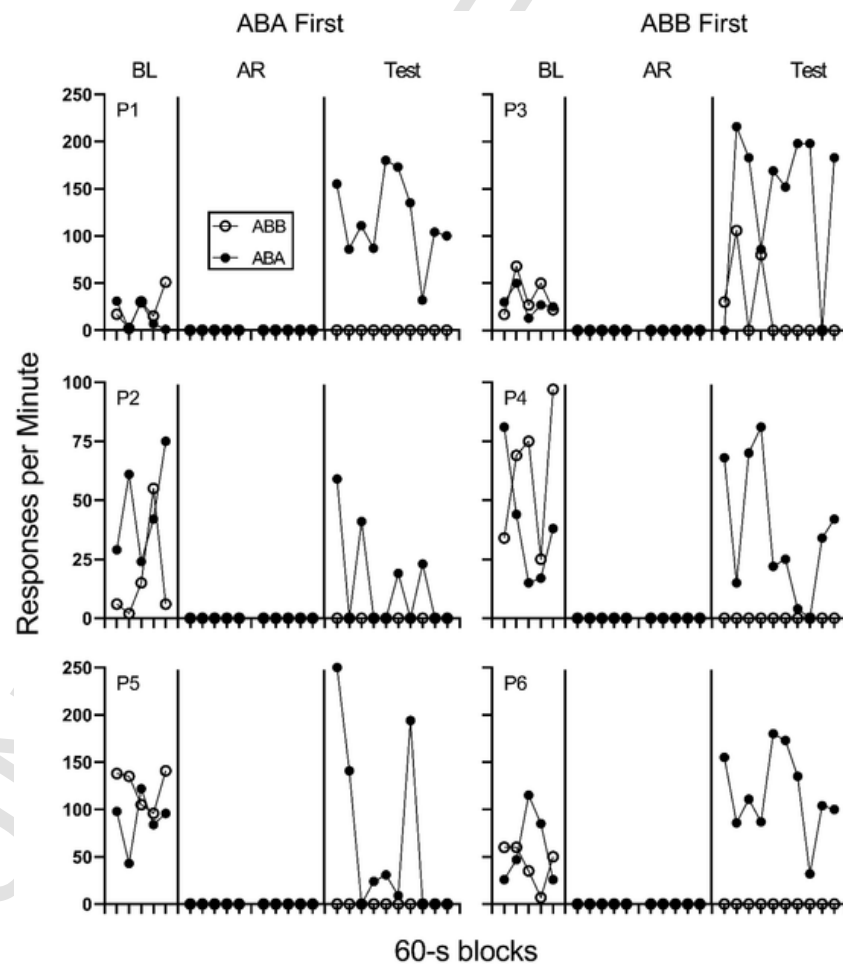 ABA First ABB First
BL AR Test BL AR Test
250 P1 P3
200
150
100 ABB
ABA
50
0
100 P2 P4
75
50
25
0
250 P5 P6
200
150
100
50
0
Responses per Minute
60-s blocks